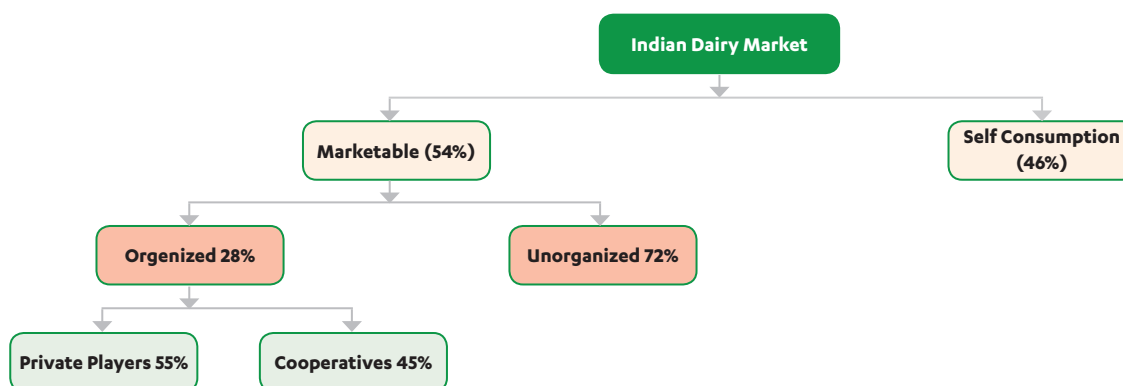 Indian Dairy Market
Marketable (54%)
Self Consumption
(46%)
Orgenized 28%
Unorganized 72%
Private Players 55%
Cooperatives 45%